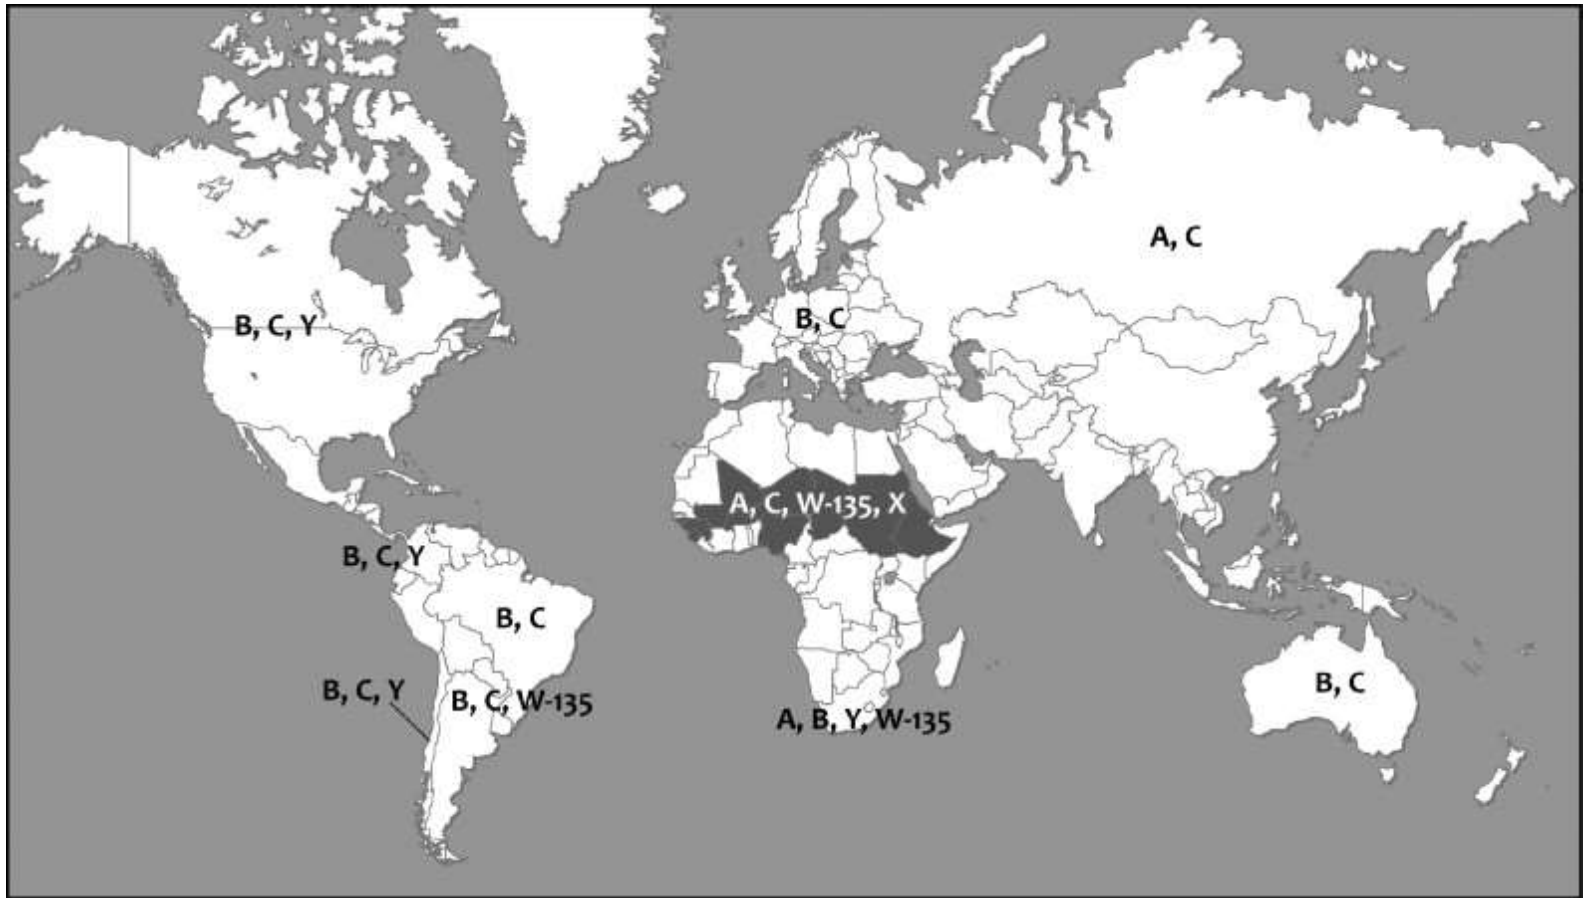 A, C
B, C
B, C, Y
A, C, W-135, X
B, C, Y
B, C
B, C
B, C, Y
B, C, W-135
A, B, Y, W-135